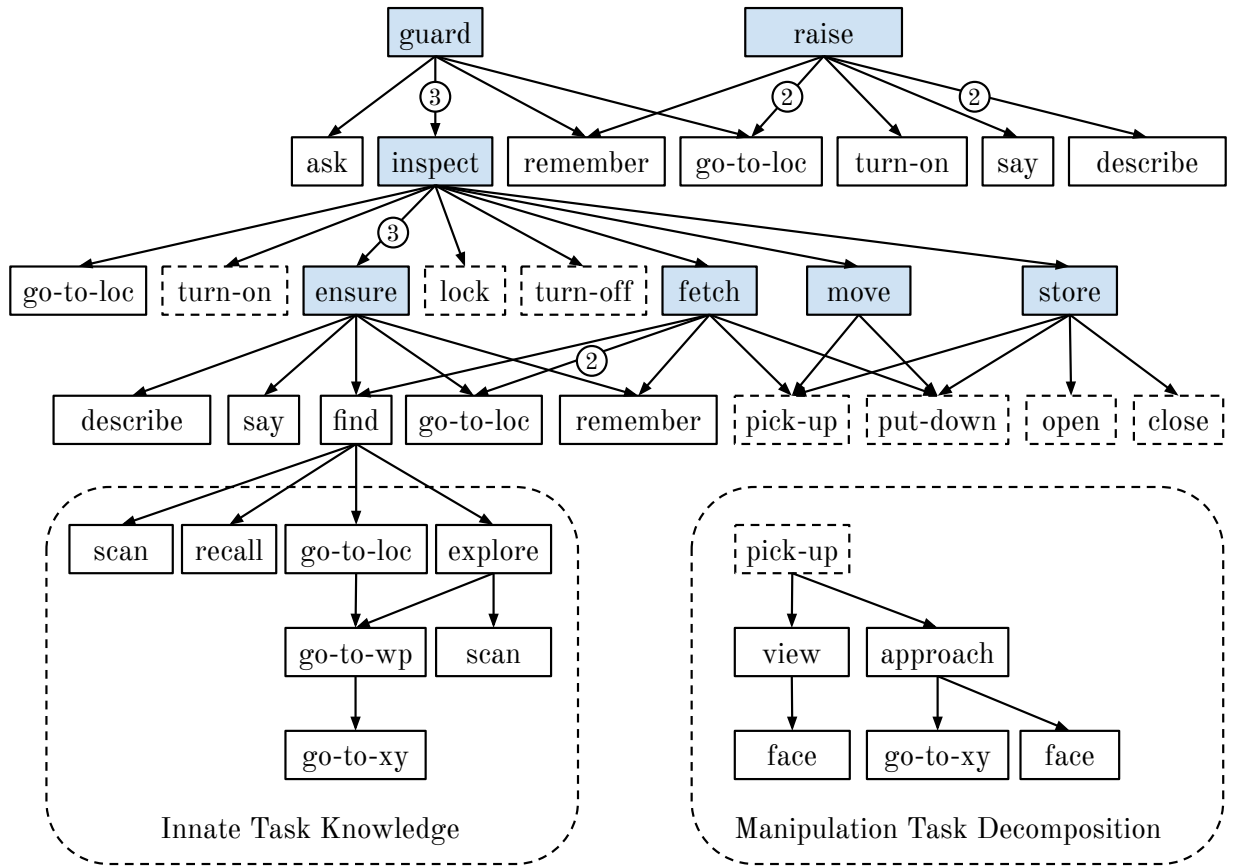 guard
raise
3
2
2
ask
inspect
remember
go-to-loc
turn-on
say
describe
3
go-to-loc
turn-on
ensure
lock
turn-off
fetch
move
store
2
describe
say
find
go-to-loc
remember
pick-up
put-down
open
close
scan
recall
go-to-loc
explore
pick-up
go-to-wp
scan
view
approach
go-to-xy
face
go-to-xy
face
Innate Task Knowledge
Manipulation Task Decomposition